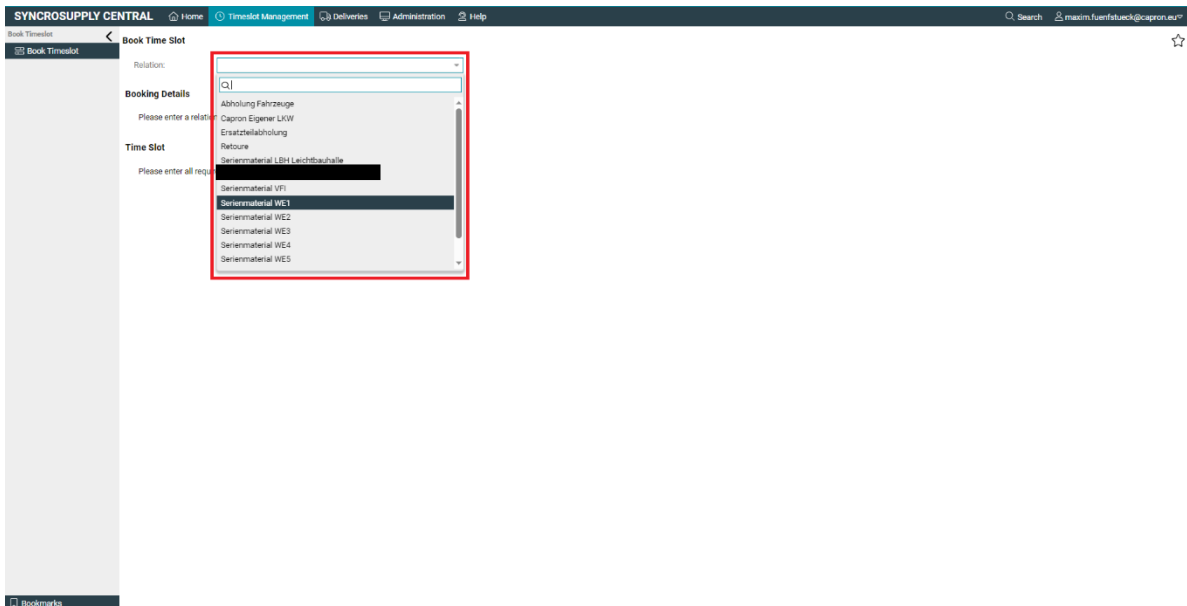 SYNCROSUPPLY CENTRAL Home Timeslot Management Deliveries Administration Help Search maxim.fuenfstueck@capron.eu
Book Timeslot
Book Timeslot
Book Time Slot
Relation:
Booking Details
Please enter a relation
Time Slot
Please enter all requ
Abholung Fahrzeuge
Capron Eigener LKW
Ersatzteilabholung
Retoure
Serienmaterial LBH Leichtbauhalle
Serienmaterial VFI
Serienmaterial WE1
Serienmaterial WE2
Serienmaterial WE3
Serienmaterial WE4
Serienmaterial WE5
Bookmarks